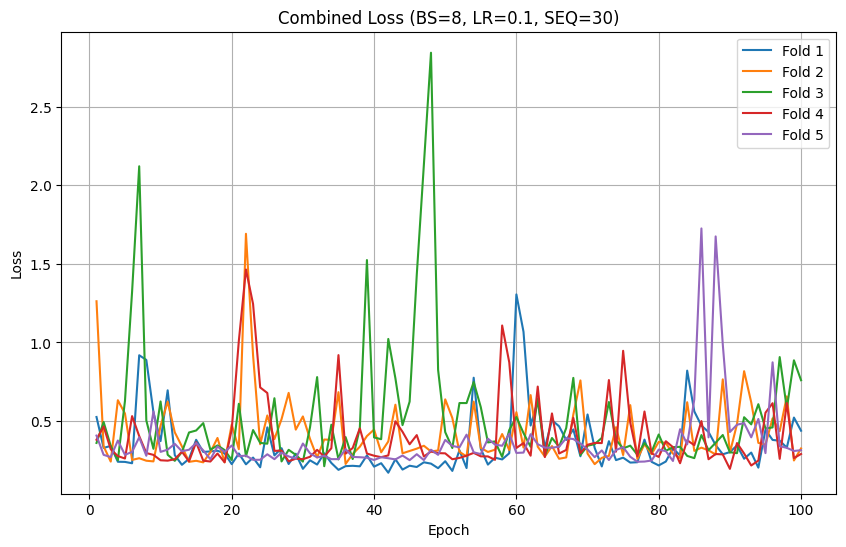 Combined Loss (BS=8, LR=0.1, SEQ=30)
Fold 1
Fold 2
Fold 3
Fold 4
Fold 5
Loss
2.5
2.0
1.5
1.0
0.5
0 20 40 60 80 100
Epoch